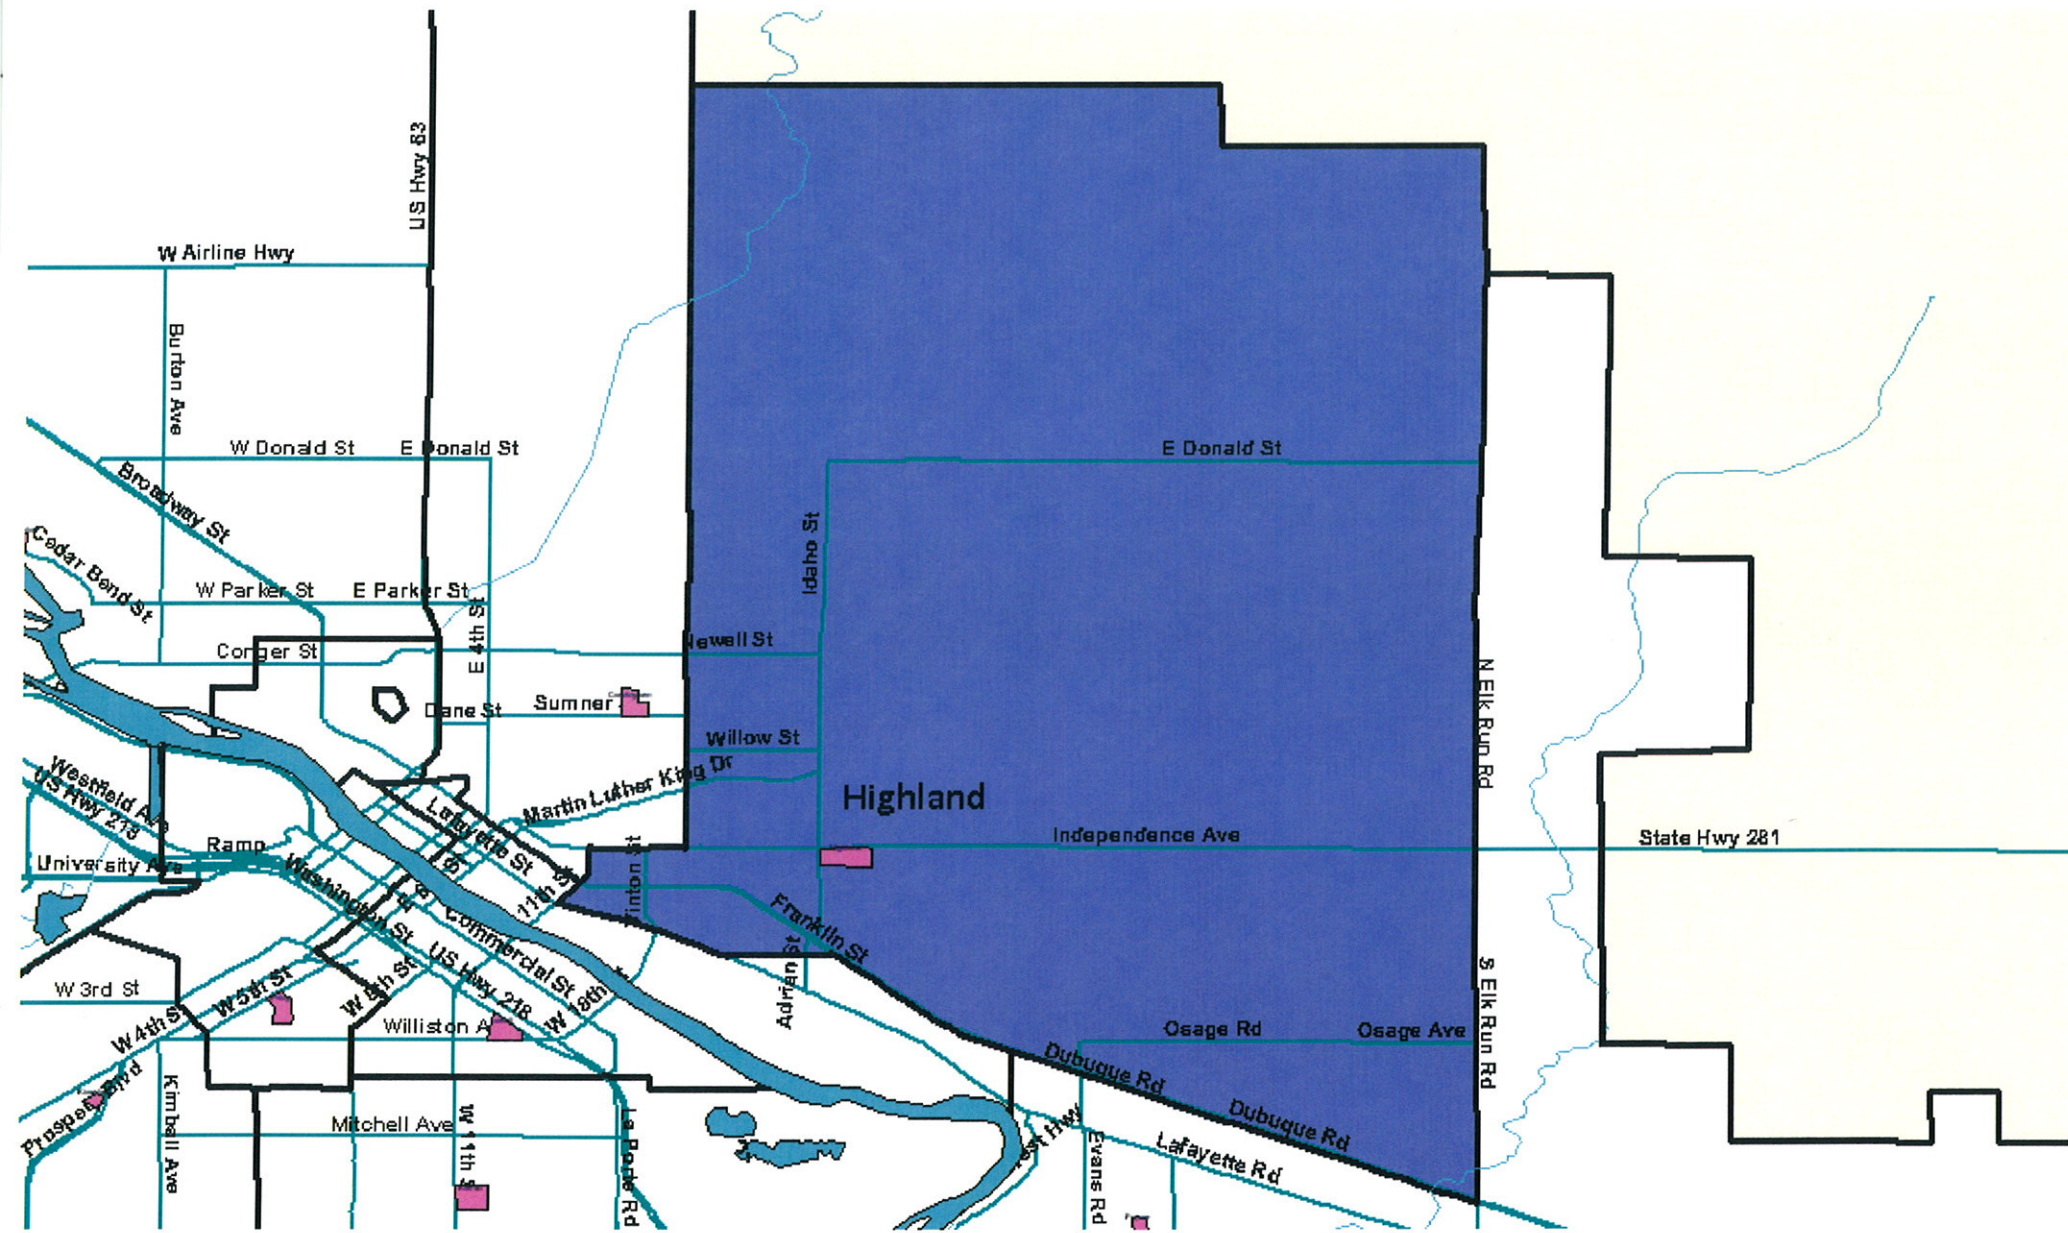 US Hwy 63
W Airline Hwy
Burton Ave
W Donald St
E Donald St
E Donald St
Broadway St
Idaho St
Cedar Bend St
W Parker St
E Parker St
E 4th St
Newell St
Conger St
N Elk Run Rd
Dane St
Sumner
Willow St
Martin Luther King Dr
Highland
Westfield Ave
US Hwy 218
Lafayette St
Independence Ave
State Hwy 281
Ramp
University Ave
Washington St
11th St
Franklin St
Commercial St
US Hwy 218
W 3rd St
W 5th St
W 8th St
W 18th
Adrian St
S Elk Run Rd
W 4th St
Williston A
Osage Rd
Osage Ave
Dubuque Rd
Dubuque Rd
Prospect Blvd
Kimball Ave
Mitchell Ave
W 11th S
La Porte Rd
Evans Rd
Lafayette Rd